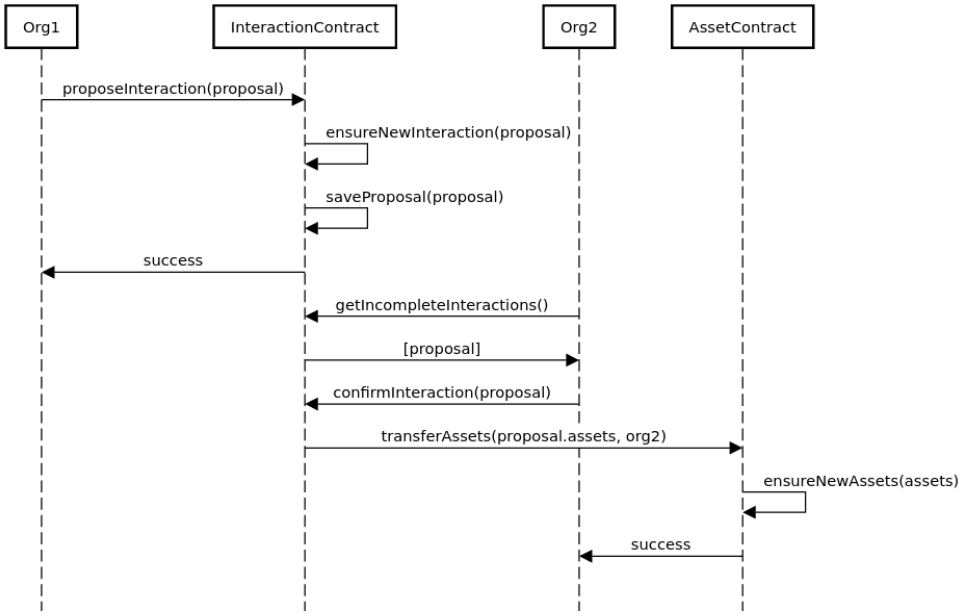 Org1
InteractionContract
Org2
AssetContract
proposeInteraction(proposal)
ensureNewInteraction(proposal)
saveProposal(proposal)
success
getIncompleteInteractions()
[proposal]
confirmInteraction(proposal)
transferAssets(proposal.assets, org2)
ensureNewAssets(assets)
success